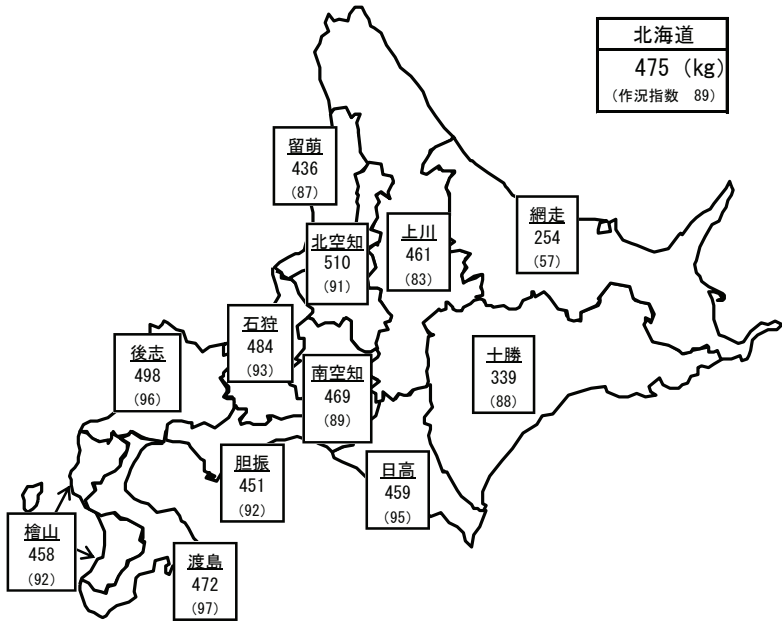 北海道
475 (kg)
(作況指数 89)
留萌
436
(87)
北空知
510
(91)
上川
461
(83)
網走
254
(57)
石狩
484
(93)
後志
498
(96)
南空知
469
(89)
十勝
339
(88)
胆振
451
(92)
日高
459
(95)
檜山
458
(92)
渡島
472
(97)